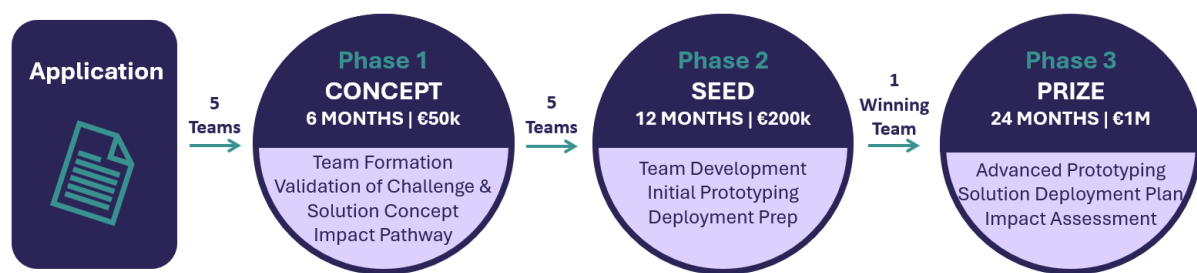 Application
5
Teams
Phase 1
CONCEPT
6 MONTHS | €50k
Team Formation
Validation of Challenge &
Solution Concept
Impact Pathway
5
Teams
Phase 2
SEED
12 MONTHS | €200k
Team Development
Initial Prototyping
Deployment Prep
1
Winning
Team
Phase 3
PRIZE
24 MONTHS | €1M
Advanced Prototyping
Solution Deployment Plan
Impact Assessment